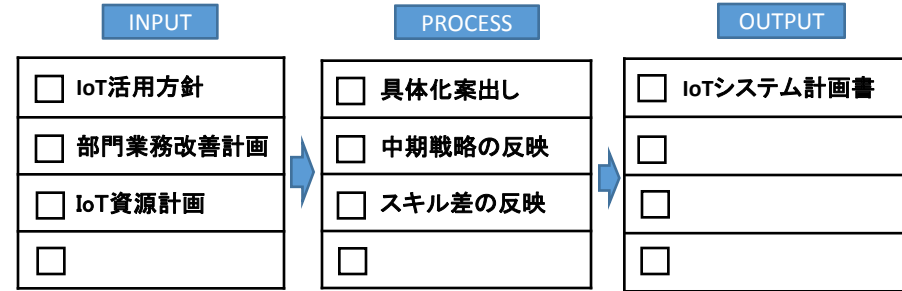 INPUT
PROCESS
OUTPUT
IoT活用方針
部門業務改善計画
IoT資源計画
具体化案出し
中期戦略の反映
スキル差の反映
IoTシステム計画書